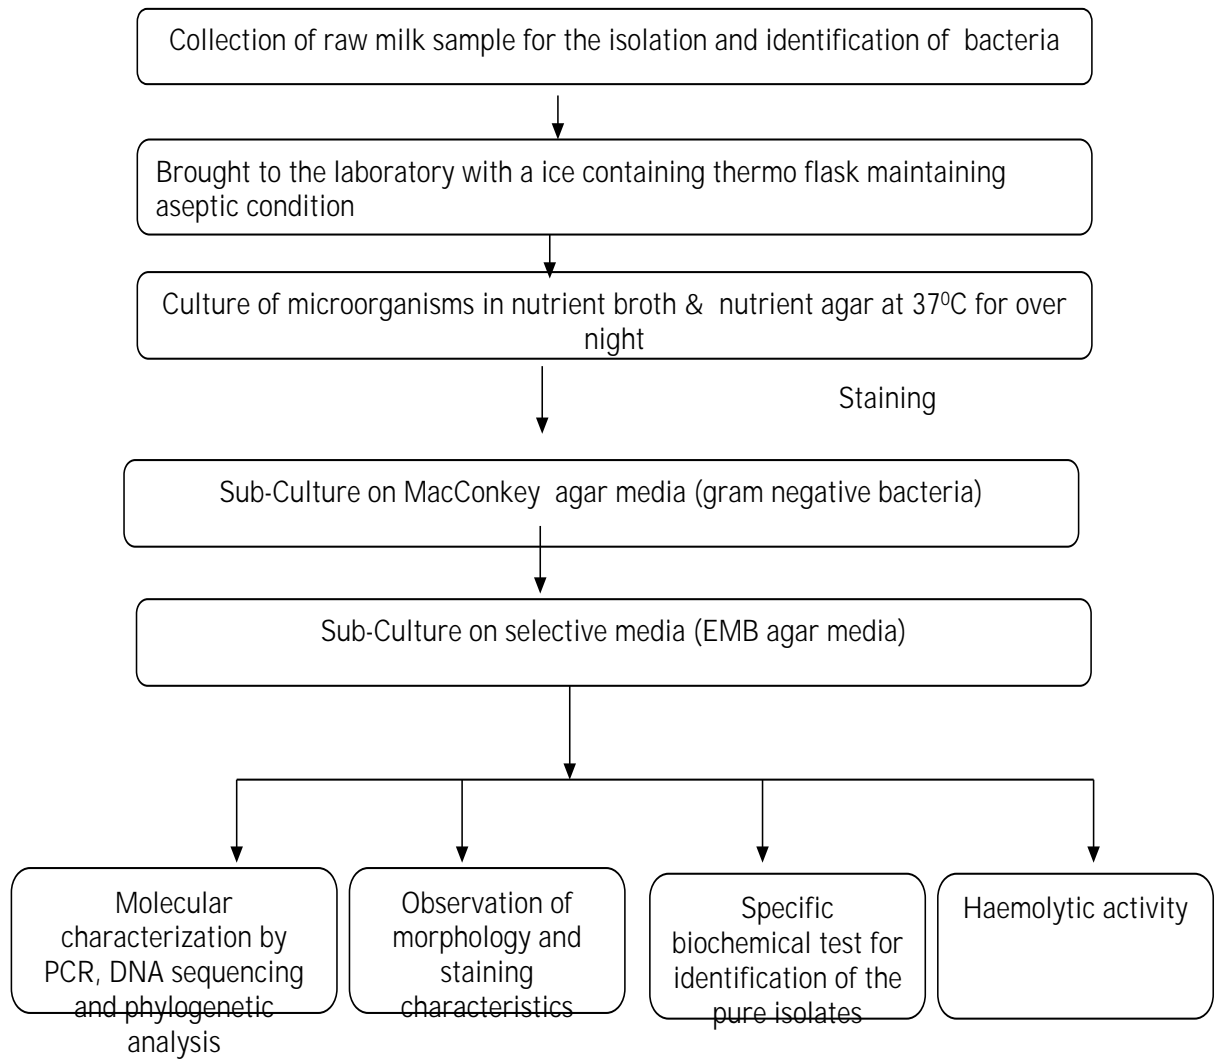 Collection of raw milk sample for the isolation and identification of bacteria
Brought to the laboratory with a ice containing thermo flask maintaining
aseptic condition
Culture of microorganisms in nutrient broth & nutrient agar at 37⁰C for over
night
Staining
Sub-Culture on MacConkey agar media (gram negative bacteria)
Sub-Culture on selective media (EMB agar media)
Molecular
characterization by
PCR, DNA sequencing
and phylogenetic
analysis
Observation of
morphology and
staining
characteristics
Specific
biochemical test for
identification of the
pure isolates
Haemolytic activity